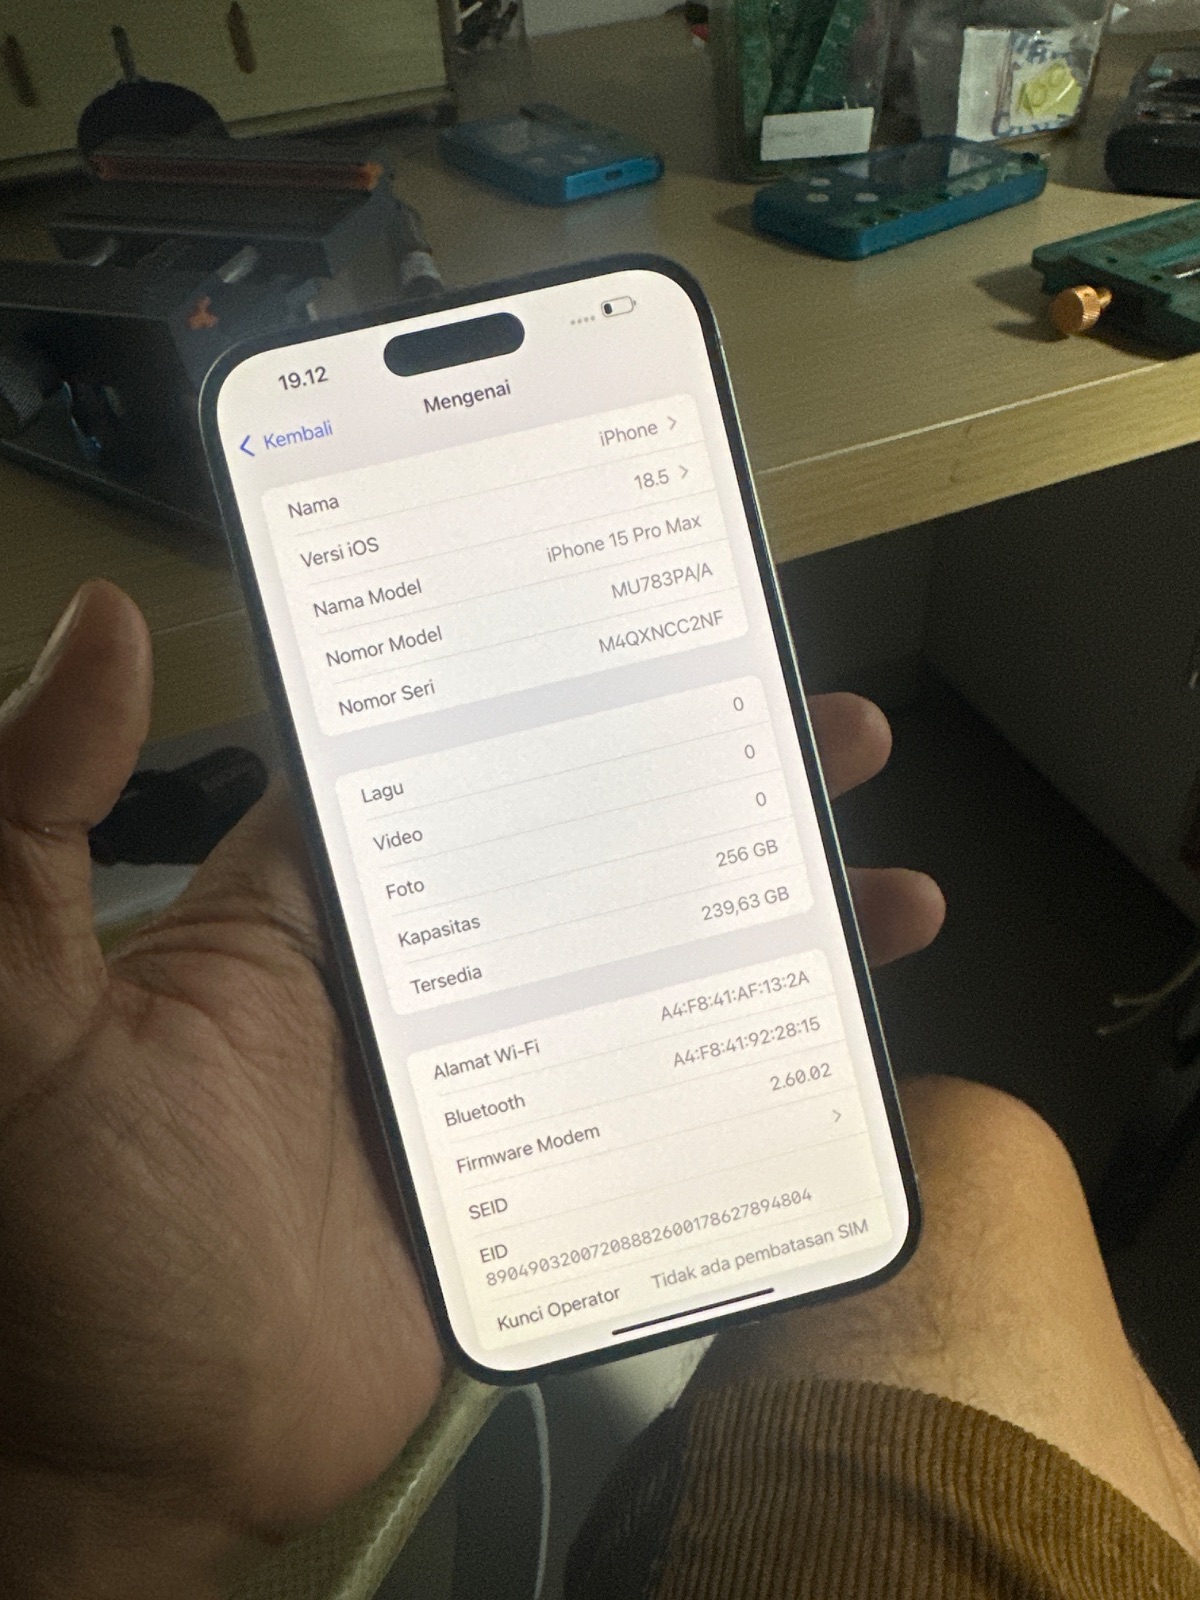 19.12
Kembali
Mengenai
Nama iPhone
Versi iOS 18.5
Nama Model iPhone 15 Pro Max
Nomor Model MU783PA/A
Nomor Seri M4QXNCC2NF
Lagu 0
Video 0
Foto 0
Kapasitas 256 GB
Tersedia 239,63 GB
Alamat Wi-Fi A4:F8:41:AF:13:2A
Bluetooth A4:F8:41:92:28:15
Firmware Modem 2.60.02
SEID
EID
89049032007208882600178627894804
Kunci Operator Tidak ada pembatasan SIM